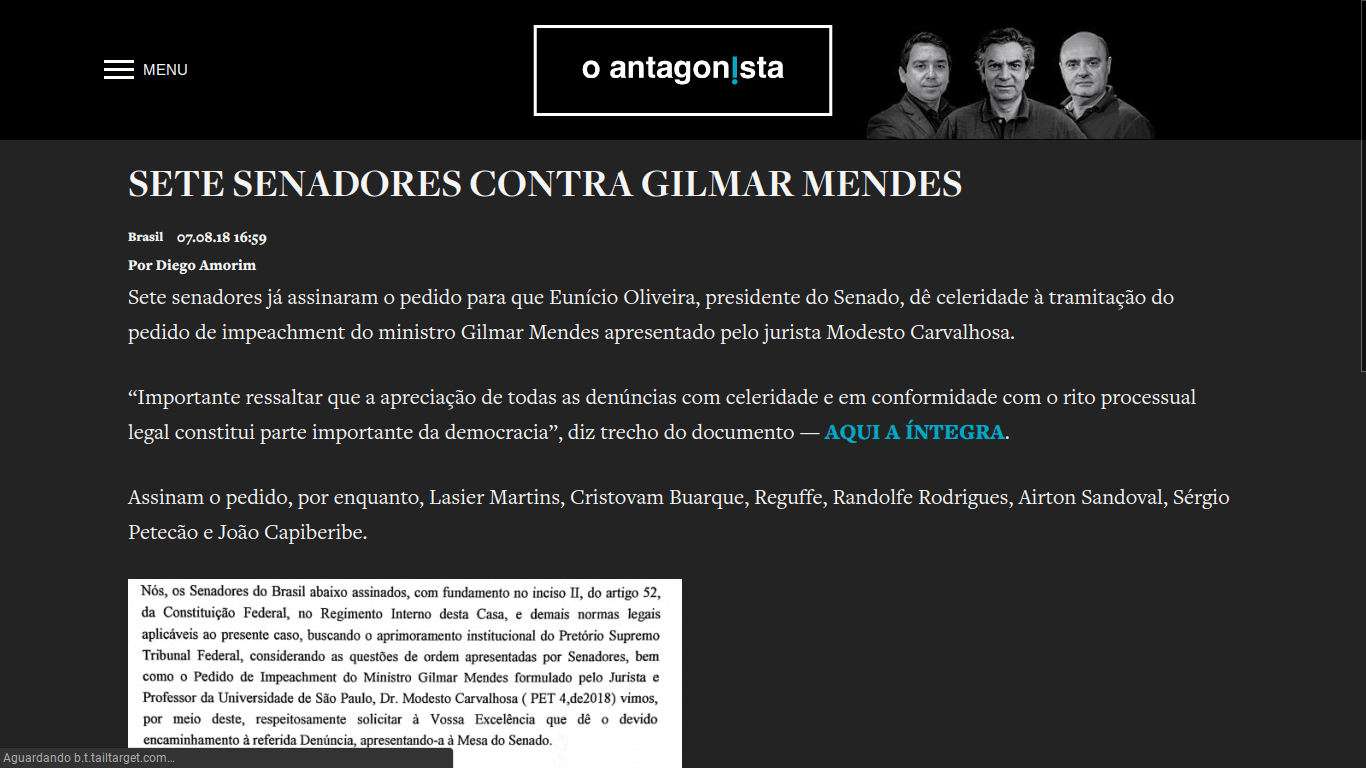 MENU
o antagon!sta
SETE SENADORES CONTRA GILMAR MENDES
Brasil 07.08.18 16:59
Por Diego Amorim
Sete senadores já assinaram o pedido para que Eunício Oliveira, presidente do Senado, dê celeridade à tramitação do
pedido de impeachment do ministro Gilmar Mendes apresentado pelo jurista Modesto Carvalhosa.
“Importante ressaltar que a apreciação de todas as denúncias com celeridade e em conformidade com o rito processual
legal constitui parte importante da democracia”, diz trecho do documento — AQUI A ÍNTEGRA.
Assinam o pedido, por enquanto, Lasier Martins, Cristovam Buarque, Reguffe, Randolfe Rodrigues, Airton Sandoval, Sérgio
Petecão e João Capiberibe.
Nós, os Senadores do Brasil abaixo assinados, com fundamento no inciso II, do artigo 52,
da Constituição Federal, no Regimento Interno desta Casa, e demais normas legais
aplicáveis ao presente caso, buscando o aprimoramento institucional do Pretório Supremo
Tribunal Federal, considerando as questões de ordem apresentadas por Senadores, bem
como o Pedido de Impeachment do Ministro Gilmar Mendes formulado pelo Jurista e
Professor da Universidade de São Paulo, Dr. Modesto Carvalhosa ( PET 4,de2018) vimos,
por meio deste, respeitosamente solicitar à Vossa Excelência que dê o devido
encaminhamento à referida Denúncia, apresentando-a à Mesa do Senado.
Aguardando b.t.tailtarget.com...